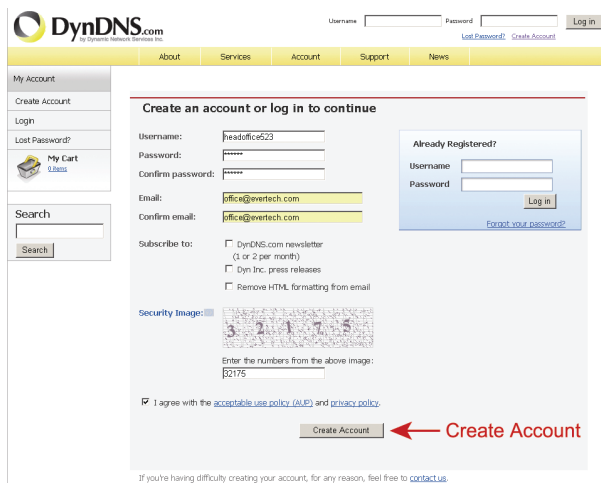 DynDNS.com
by Dynamic Network Services Inc.
Username
Password
Log in
Lost Password? Create Account
About Services Account Support News
My Account
Create Account
Login
Lost Password?
My Cart
0 items
Search
Search
Create an account or log in to continue
Username: headoffice523
Password: ******
Confirm password: ******
Email: office@evertech.com
Confirm email: office@evertech.com
Subscribe to: DynDNS.com newsletter
(1 or 2 per month)
Dyn Inc. press releases
Remove HTML formatting from email
Security Image:
3 2 1 7 5
Enter the numbers from the above image:
32175
I agree with the acceptable use policy (AUP) and privacy policy.
Create Account
Create Account
Already Registered?
Username
Password
Log in
Forgot your password?
If you're having difficulty creating your account, for any reason, feel free to contact us.